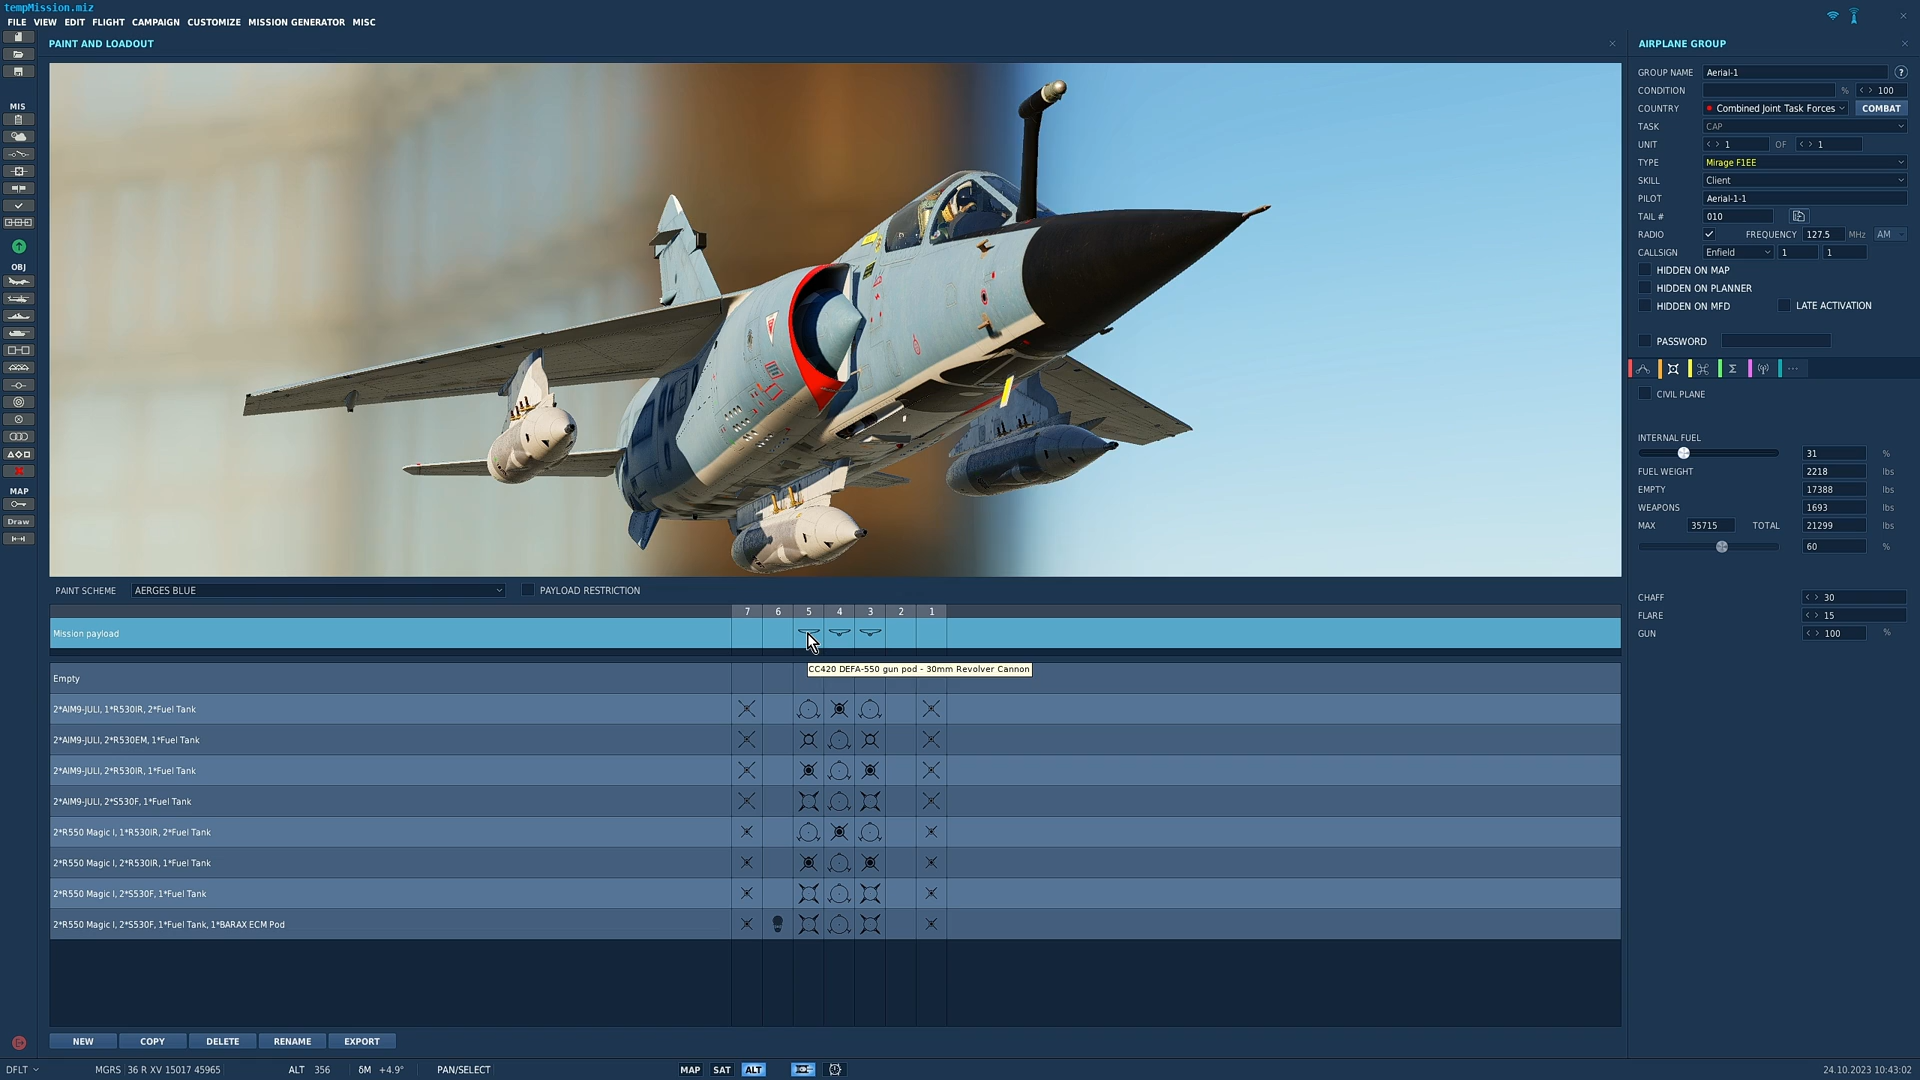 tempMission.miz
FILE VIEW EDIT FLIGHT CAMPAIGN CUSTOMIZE MISSION GENERATOR MISC
PAINT AND LOADOUT
AIRPLANE GROUP
GROUP NAME Aerial-1 ?
CONDITION % < > 100
COUNTRY Combined Joint Task Forces COMBAT
TASK CAP
UNIT < > 1 OF < > 1
TYPE Mirage F1EE
SKILL Client
PILOT Aerial-1-1
TAIL # 010
RADIO FREQUENCY 127.5 MHz AM
CALLSIGN Enfield 1 1
HIDDEN ON MAP
HIDDEN ON PLANNER
HIDDEN ON MFD LATE ACTIVATION
PASSWORD
CIVIL PLANE
INTERNAL FUEL
31 %
FUEL WEIGHT 2218 lbs
EMPTY 17388 lbs
WEAPONS 1693 lbs
MAX 35715 TOTAL 21299 lbs
60 %
CHAFF < > 30
FLARE < > 15
GUN < > 100 %
MIS
OBJ
MAP
Draw
PAINT SCHEME AERGES BLUE PAYLOAD RESTRICTION
7 6 5 4 3 2 1
Mission payload
CC420 DEFA-550 gun pod - 30mm Revolver Cannon
Empty
2*AIM9-JULI, 1*R530IR, 2*Fuel Tank
2*AIM9-JULI, 2*R530EM, 1*Fuel Tank
2*AIM9-JULI, 2*R530IR, 1*Fuel Tank
2*AIM9-JULI, 2*S530F, 1*Fuel Tank
2*R550 Magic I, 1*R530IR, 2*Fuel Tank
2*R550 Magic I, 2*R530IR, 1*Fuel Tank
2*R550 Magic I, 2*S530F, 1*Fuel Tank
2*R550 Magic I, 2*S530F, 1*Fuel Tank, 1*BARAX ECM Pod
NEW COPY DELETE RENAME EXPORT
DFLT MGRS 36 R XV 15017 45965 ALT 356 δM +4.9° PAN/SELECT MAP SAT ALT 24.10.2023 10:43:02